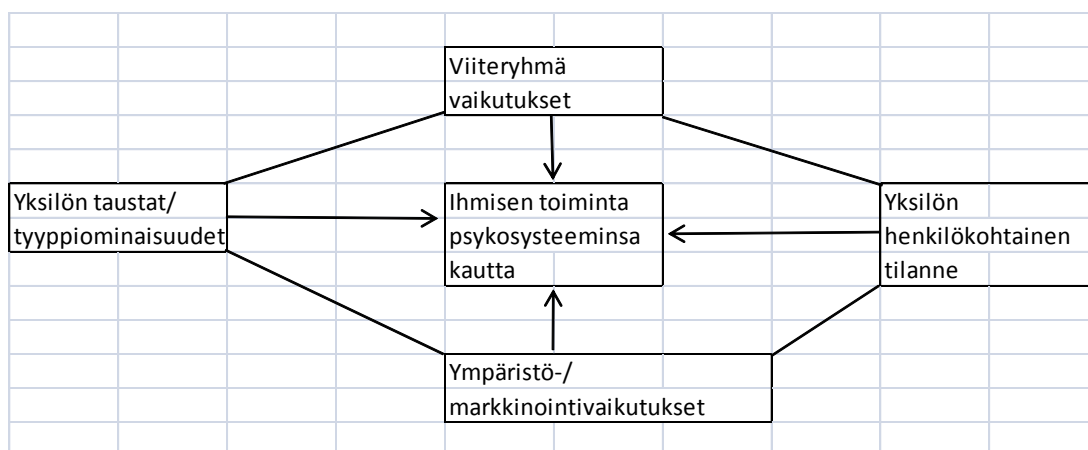 Viiteryhmä
vaikutukset
Yksilön taustat/
tyyppiominaisuudet
Ihmisen toiminta
psykosysteeminsa
kautta
Yksilön
henkilökohtainen
tilanne
Ympäristö-/
markkinointivaikutukset